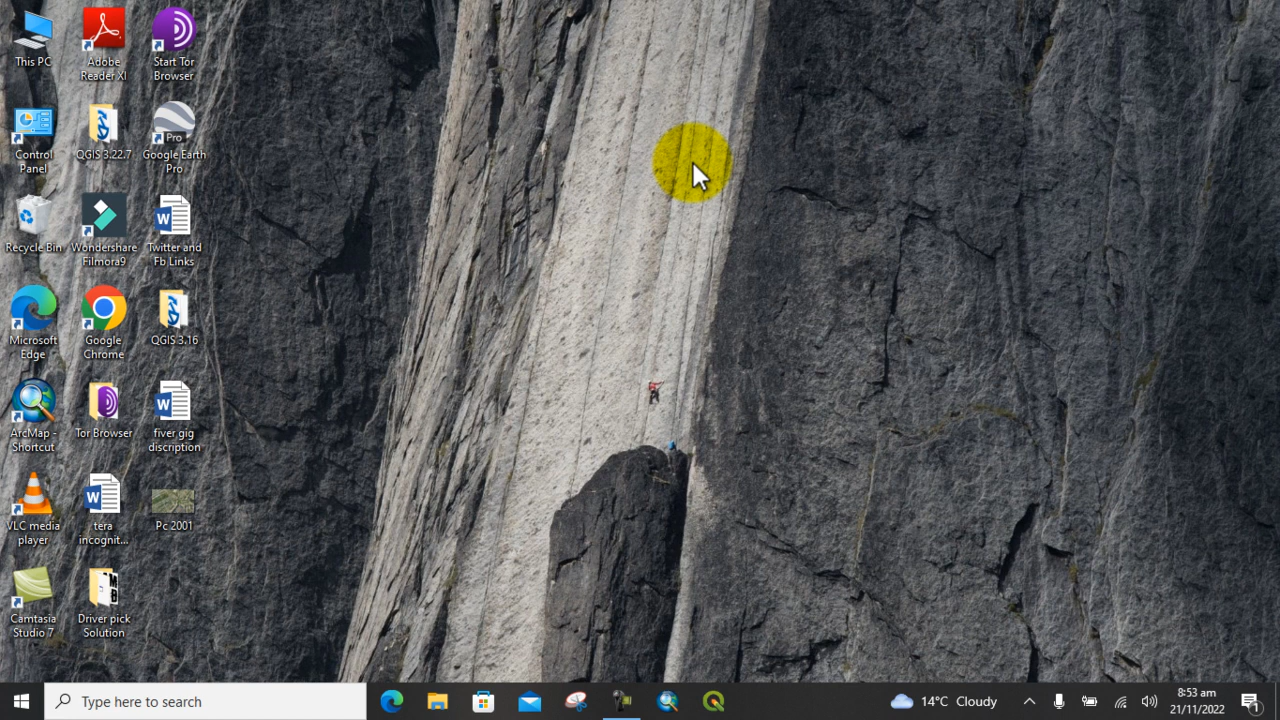 This PC
Adobe
Reader XI
Start Tor
Browser
Control
Panel
QGIS 3.22.7
Pro
Google Earth
Pro
Recycle Bin
Wondershare
Filmora9
Twitter and
Fb Links
Microsoft
Edge
Google
Chrome
QGIS 3.16
ArcMap -
Shortcut
Tor Browser
fiver gig
discription
VLC media
player
tera
incognit...
Pc 2001
Camtasia
Studio 7
Driver pick
Solution
Type here to search
14°C Cloudy
8:53 am
21/11/2022
1